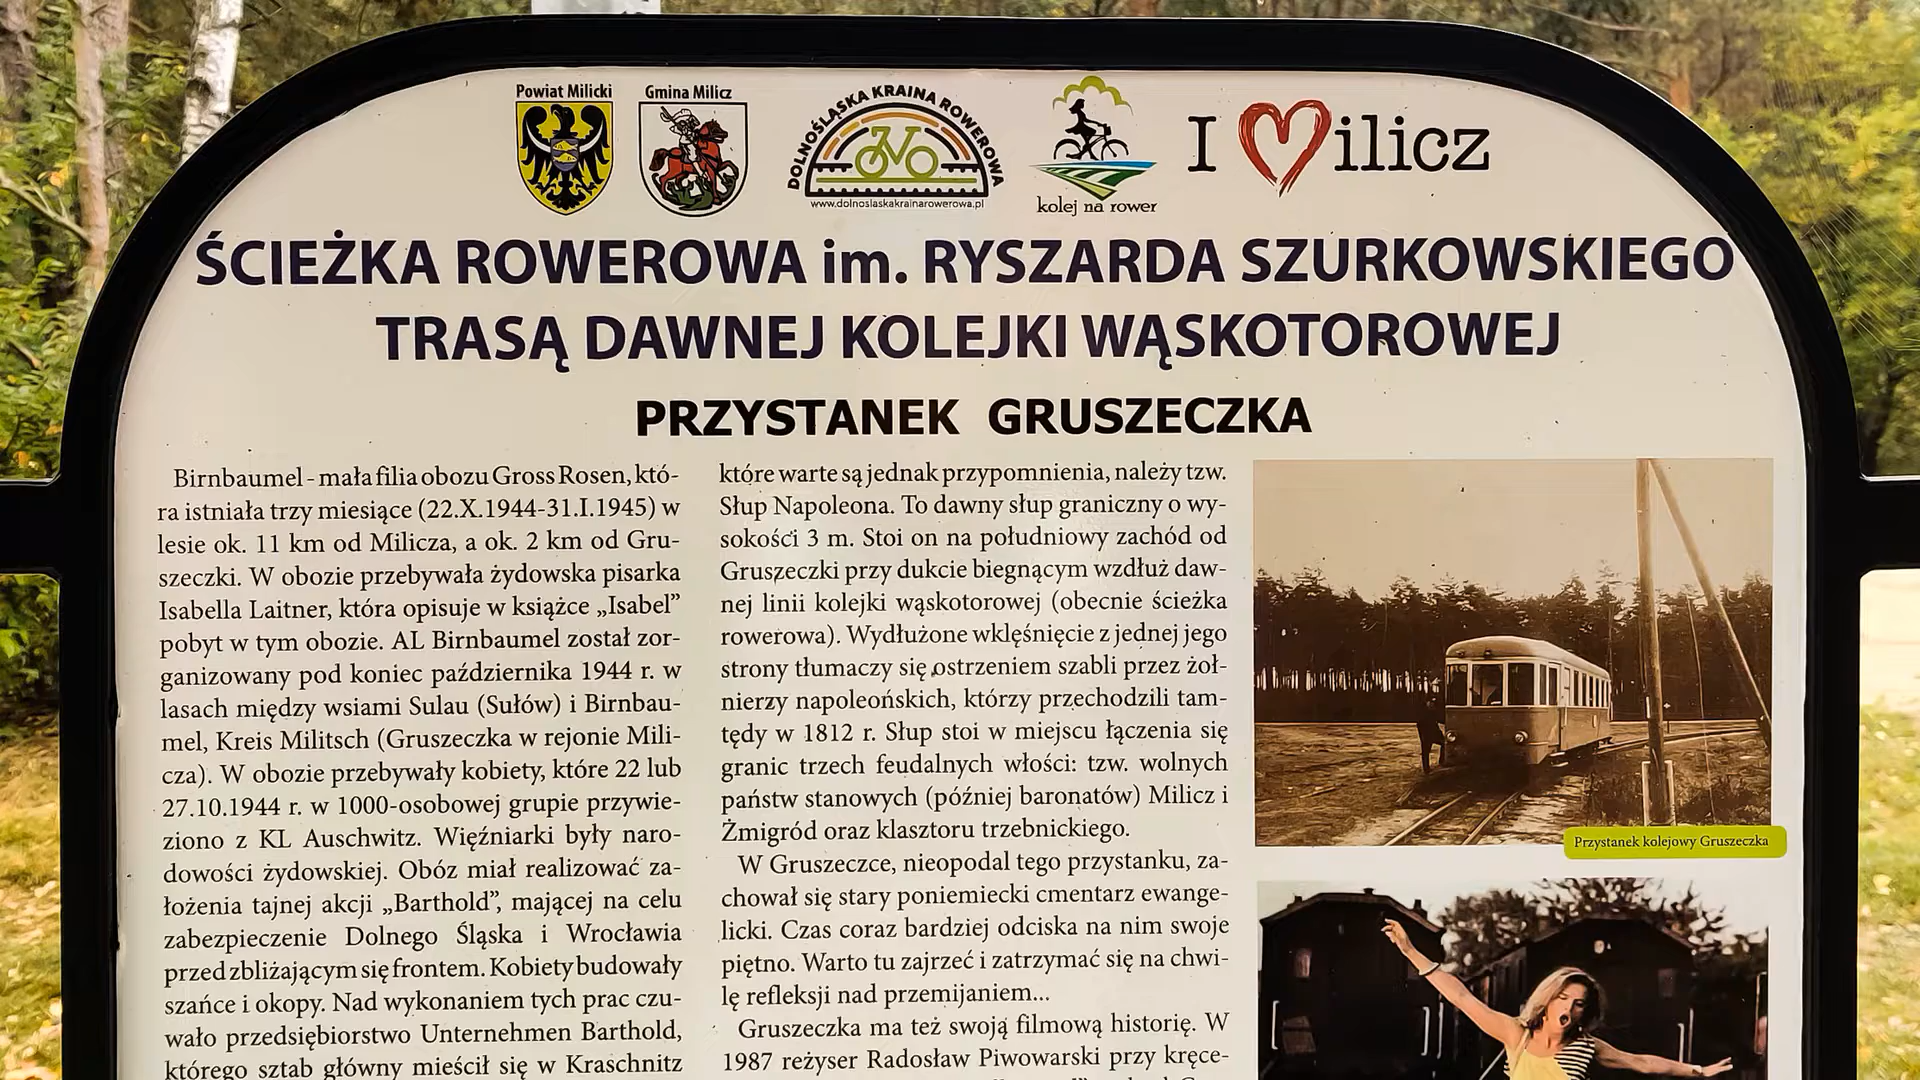 Powiat Milicki
Gmina Milicz
DOLNOŚLĄSKA KRAINA ROWEROWA
www.dolnoslaskakrainarowerowa.pl
kolej na rower
I ilicz
ŚCIEŻKA ROWEROWA im. RYSZARDA SZURKOWSKIEGO
TRASĄ DAWNEJ KOLEJKI WĄSKOTOROWEJ
PRZYSTANEK GRUSZECZKA
Birnbaumel - mała filia obozu Gross Rosen, któ-
ra istniała trzy miesiące (22.X.1944-31.I.1945) w
lesie ok. 11 km od Milicza, a ok. 2 km od Gru-
szeczki. W obozie przebywała żydowska pisarka
Isabella Laitner, która opisuje w książce „Isabel”
pobyt w tym obozie. AL Birnbaumel został zor-
ganizowany pod koniec października 1944 r. w
lasach między wsiami Sulau (Sułów) i Birnbau-
mel, Kreis Militsch (Gruszeczka w rejonie Mili-
cza). W obozie przebywały kobiety, które 22 lub
27.10.1944 r. w 1000-osobowej grupie przywie-
ziono z KL Auschwitz. Więźniarki były naro-
dowości żydowskiej. Obóz miał realizować za-
łożenia tajnej akcji „Barthold”, mającej na celu
zabezpieczenie Dolnego Śląska i Wrocławia
przed zbliżającym się frontem. Kobiety budowały
szańce i okopy. Nad wykonaniem tych prac czu-
wało przedsiębiorstwo Unternehmen Barthold,
którego sztab główny mieścił się w Kraschnitz
które warte są jednak przypomnienia, należy tzw.
Słup Napoleona. To dawny słup graniczny o wy-
sokości 3 m. Stoi on na południowy zachód od
Gruszeczki przy dukcie biegnącym wzdłuż daw-
nej linii kolejki wąskotorowej (obecnie ścieżka
rowerowa). Wydłużone wklęśnięcie z jednej jego
strony tłumaczy się ostrzeniem szabli przez żoł-
nierzy napoleońskich, którzy przechodzili tam-
tędy w 1812 r. Słup stoi w miejscu łączenia się
granic trzech feudalnych włości: tzw. wolnych
państw stanowych (później baronatów) Milicz i
Żmigród oraz klasztoru trzebnickiego.
W Gruszeczce, nieopodal tego przystanku, za-
chował się stary poniemiecki cmentarz ewange-
licki. Czas coraz bardziej odciska na nim swoje
piętno. Warto tu zajrzeć i zatrzymać się na chwi-
lę refleksji nad przemijaniem...
Gruszeczka ma też swoją filmową historię. W
1987 reżyser Radosław Piwowarski przy kręce-
Przystanek kolejowy Gruszeczka